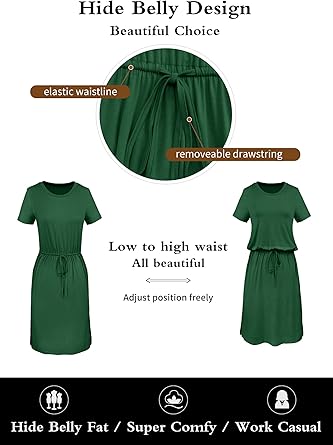 Hide Belly Design
Beautiful Choice
elastic waistline
removeable drawstring
Low to high waist
All beautiful
Adjust position freely
Hide Belly Fat / Super Comfy / Work Casual